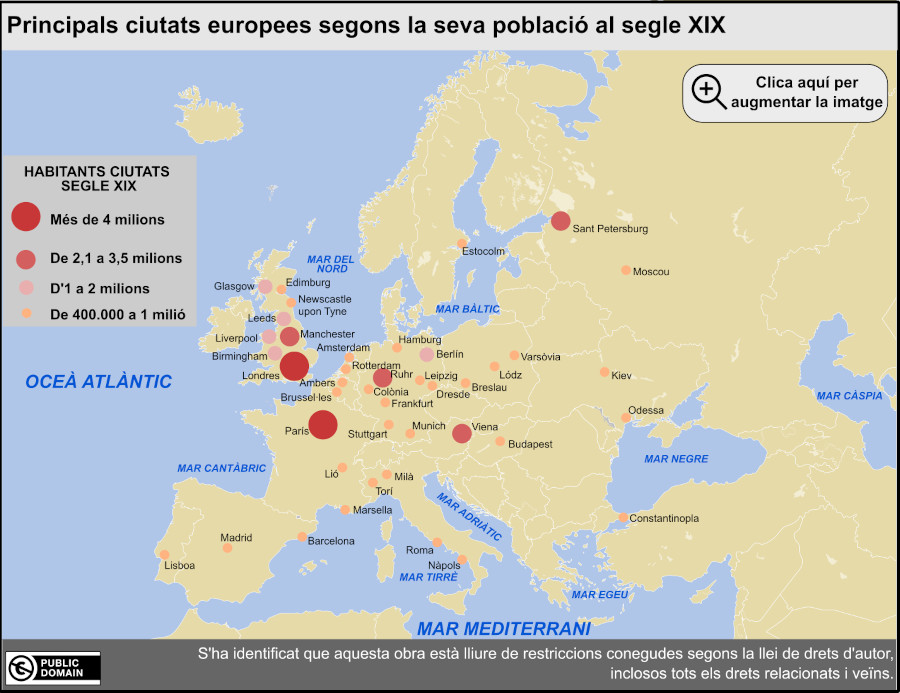 Principals ciutats europees segons la seva població al segle XIX
Clica aquí per
augmentar la imatge
HABITANTS CIUTATS
SEGLE XIX
Més de 4 milions
De 2,1 a 3,5 milions
D'1 a 2 milions
De 400.000 a 1 milió
Sant Petersburg
Estocolm
MAR DEL
NORD
Moscou
Glasgow
Edimburg
Newscastle
upon Tyne
MAR BÀLTIC
Leeds
Manchester
Liverpool
Hamburg
Amsterdam
Birmingham
Berlín
Varsòvia
Rotterdam
Londres
Ruhr
Leipzig
Lódz
Kiev
Ambers
Colònia
Dresde
Breslau
Brussel·les
Frankfurt
OCEÀ ATLÀNTIC
MAR CÀSPIA
Odessa
París
Stuttgart
Munich
Viena
Budapest
MAR NEGRE
MAR CANTÀBRIC
Lió
Milà
Torí
MAR ADRIÀTIC
Marsella
Constantinopla
Madrid
Barcelona
Roma
Lisboa
Nàpols
MAR TIRRÈ
MAR EGEU
MAR MEDITERRANI
PUBLIC
DOMAIN
S'ha identificat que aquesta obra està lliure de restriccions conegudes segons la llei de drets d'autor,
inclosos tots els drets relacionats i veïns.